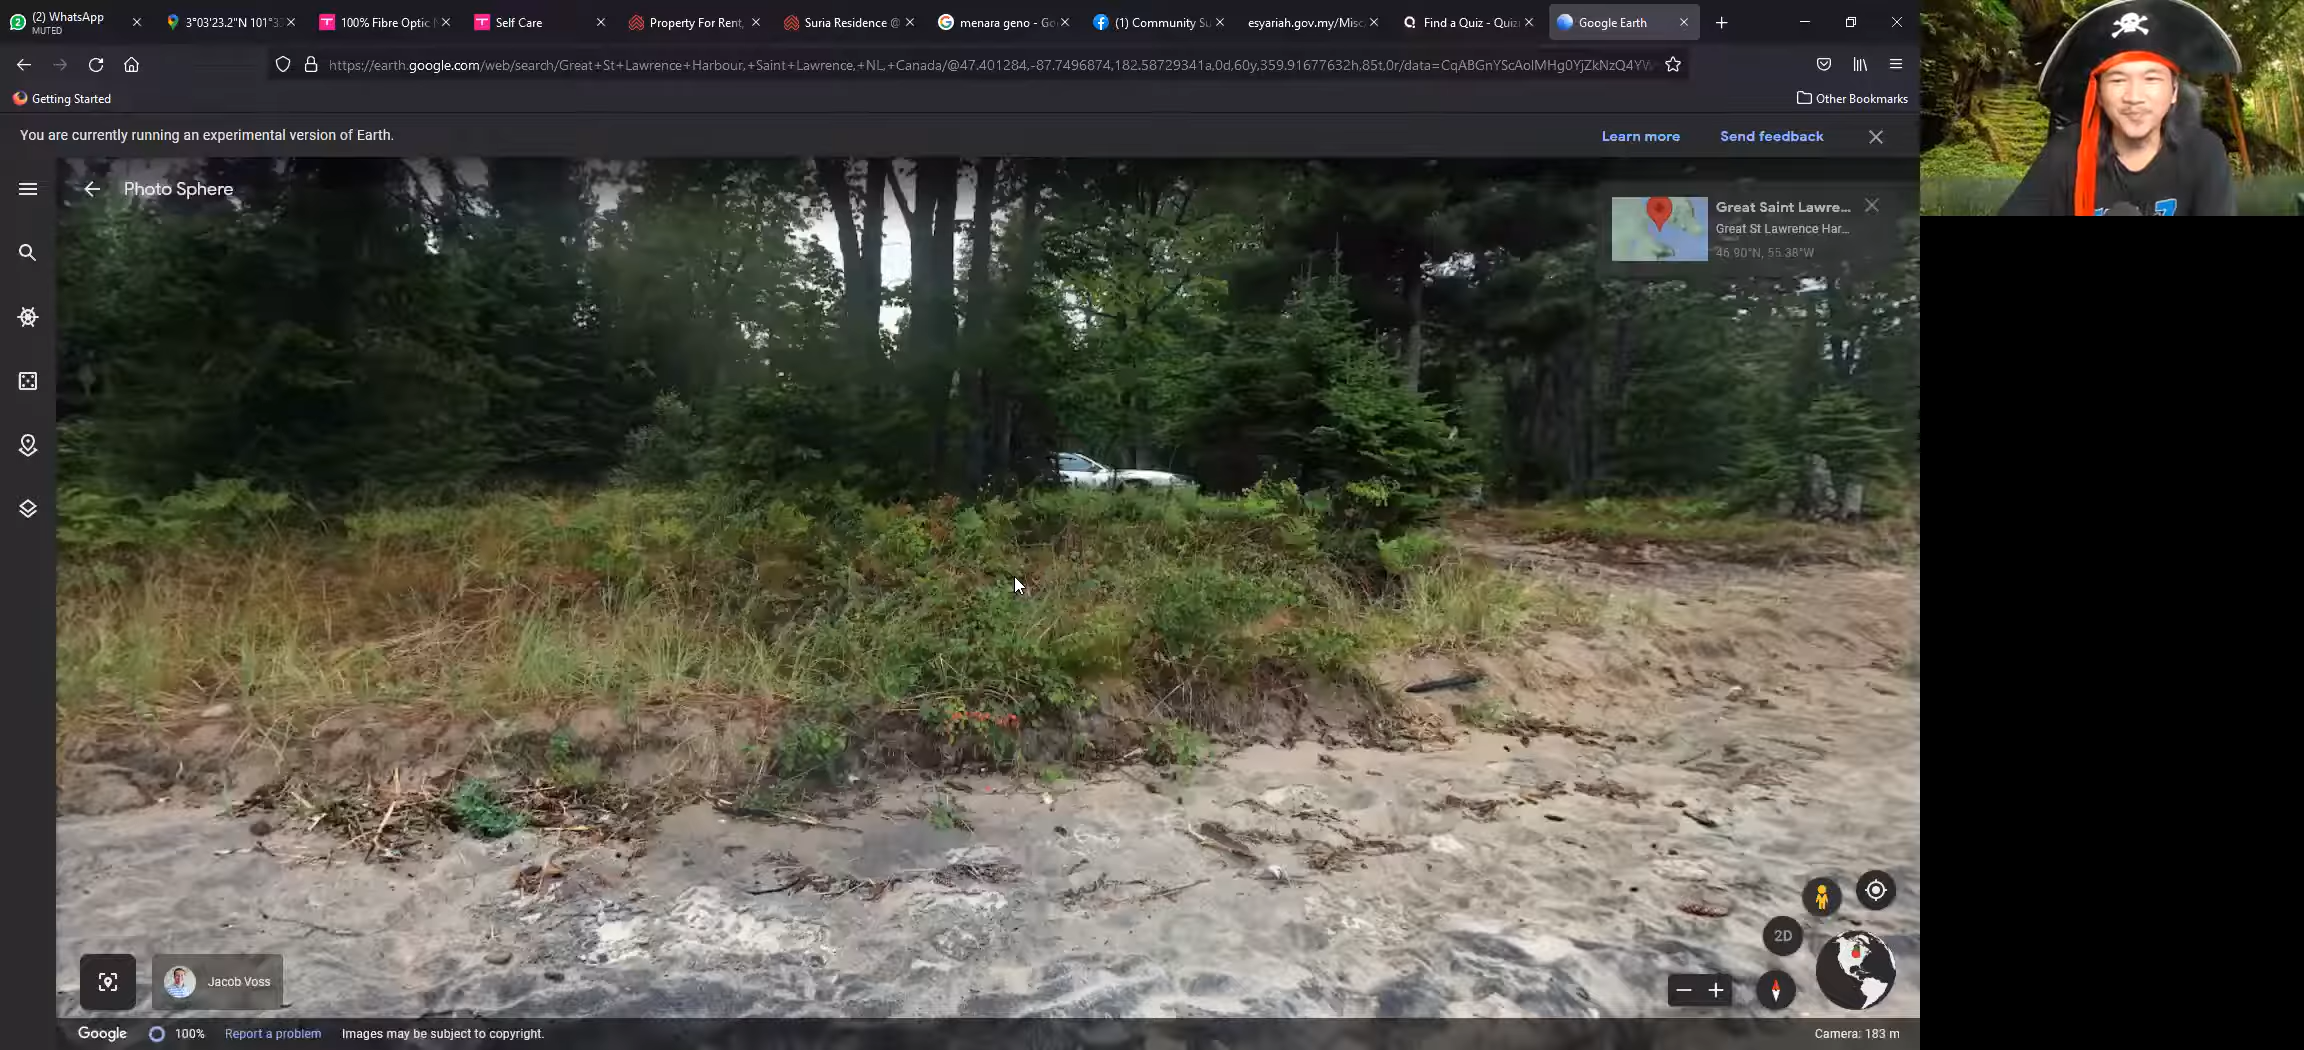 (2) WhatsApp
MUTED
3°03'23.2"N 101°33
100% Fibre Optic
Self Care
Property For Rent,
Suria Residence @
menara geno - Go
(1) Community Su
esyariah.gov.my/Misc
Find a Quiz - Quiz
Google Earth
https://earth.google.com/web/search/Great+St+Lawrence+Harbour,+Saint+Lawrence,+NL,+Canada/@47.401284,-87.7496874,182.58729341a,0d,60y,359.91677632h,85t,0r/data=
Getting Started
Other Bookmarks
You are currently running an experimental version of Earth.
Learn more
Send feedback
Photo Sphere
Great Saint Lawre...
Great St Lawrence Har...
46.90°N, 55.38°W
2D
Jacob Voss
Google
100%
Report a problem
Images may be subject to copyright.
Camera: 183 m